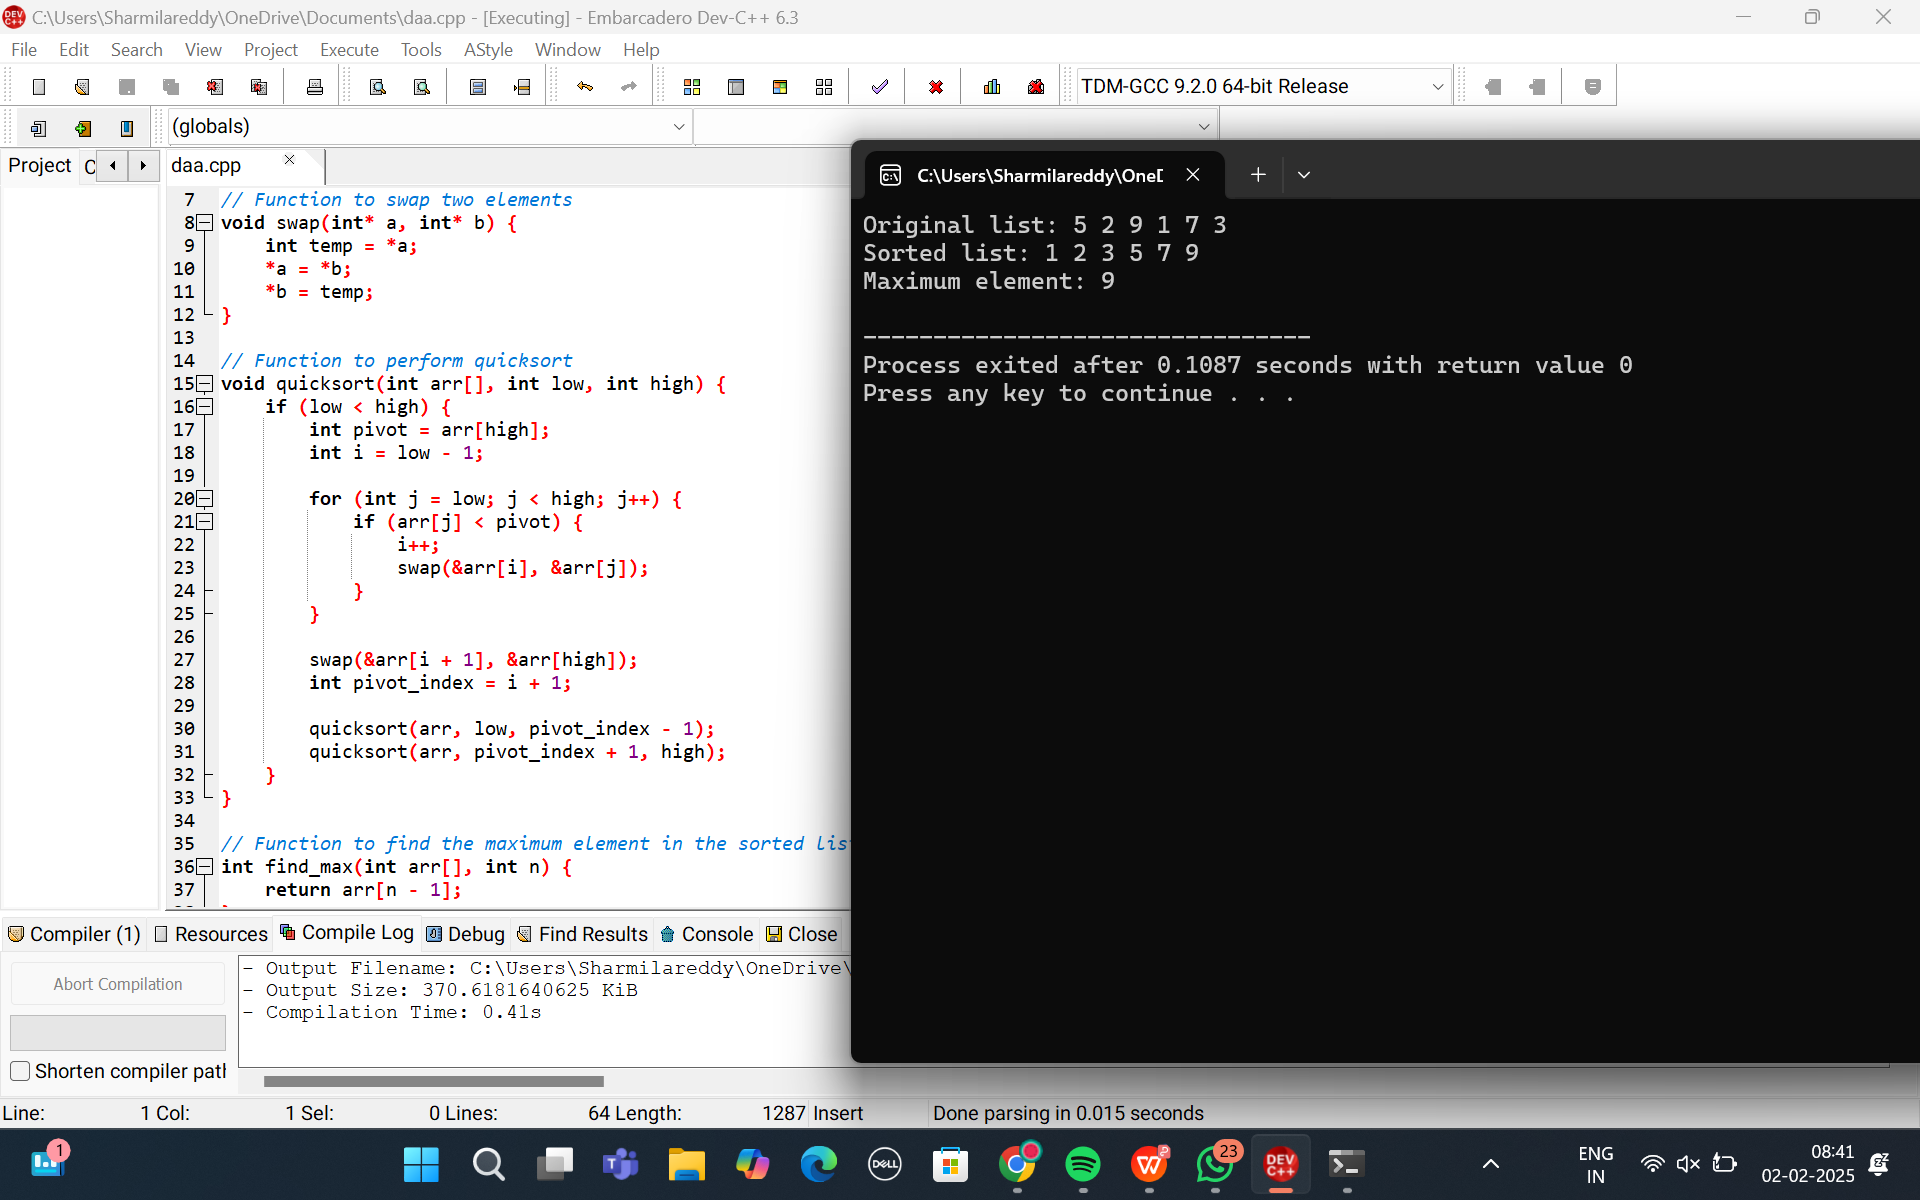 C:\Users\Sharmilareddy\OneDrive\Documents\daa.cpp - [Executing] - Embarcadero Dev-C++ 6.3
File Edit Search View Project Execute Tools AStyle Window Help
TDM-GCC 9.2.0 64-bit Release
(globals)
Project C daa.cpp
7 // Function to swap two elements
8 void swap(int* a, int* b) {
9 int temp = *a;
10 *a = *b;
11 *b = temp;
12 }
13
14 // Function to perform quicksort
15 void quicksort(int arr[], int low, int high) {
16 if (low < high) {
17 int pivot = arr[high];
18 int i = low - 1;
19
20 for (int j = low; j < high; j++) {
21 if (arr[j] < pivot) {
22 i++;
23 swap(&arr[i], &arr[j]);
24 }
25 }
26
27 swap(&arr[i + 1], &arr[high]);
28 int pivot_index = i + 1;
29
30 quicksort(arr, low, pivot_index - 1);
31 quicksort(arr, pivot_index + 1, high);
32 }
33 }
34
35 // Function to find the maximum element in the sorted lis
36 int find_max(int arr[], int n) {
37 return arr[n - 1];
C:\Users\Sharmilareddy\OneD
Original list: 5 2 9 1 7 3
Sorted list: 1 2 3 5 7 9
Maximum element: 9
--------------------------------
Process exited after 0.1087 seconds with return value 0
Press any key to continue . . .
Compiler (1) Resources Compile Log Debug Find Results Console Close
Abort Compilation
Shorten compiler path
- Output Filename: C:\Users\Sharmilareddy\OneDrive\
- Output Size: 370.6181640625 KiB
- Compilation Time: 0.41s
Line: 1 Col: 1 Sel: 0 Lines: 64 Length: 1287 Insert Done parsing in 0.015 seconds
1
DELL
23
DEV C++
ENG
IN
08:41
02-02-2025